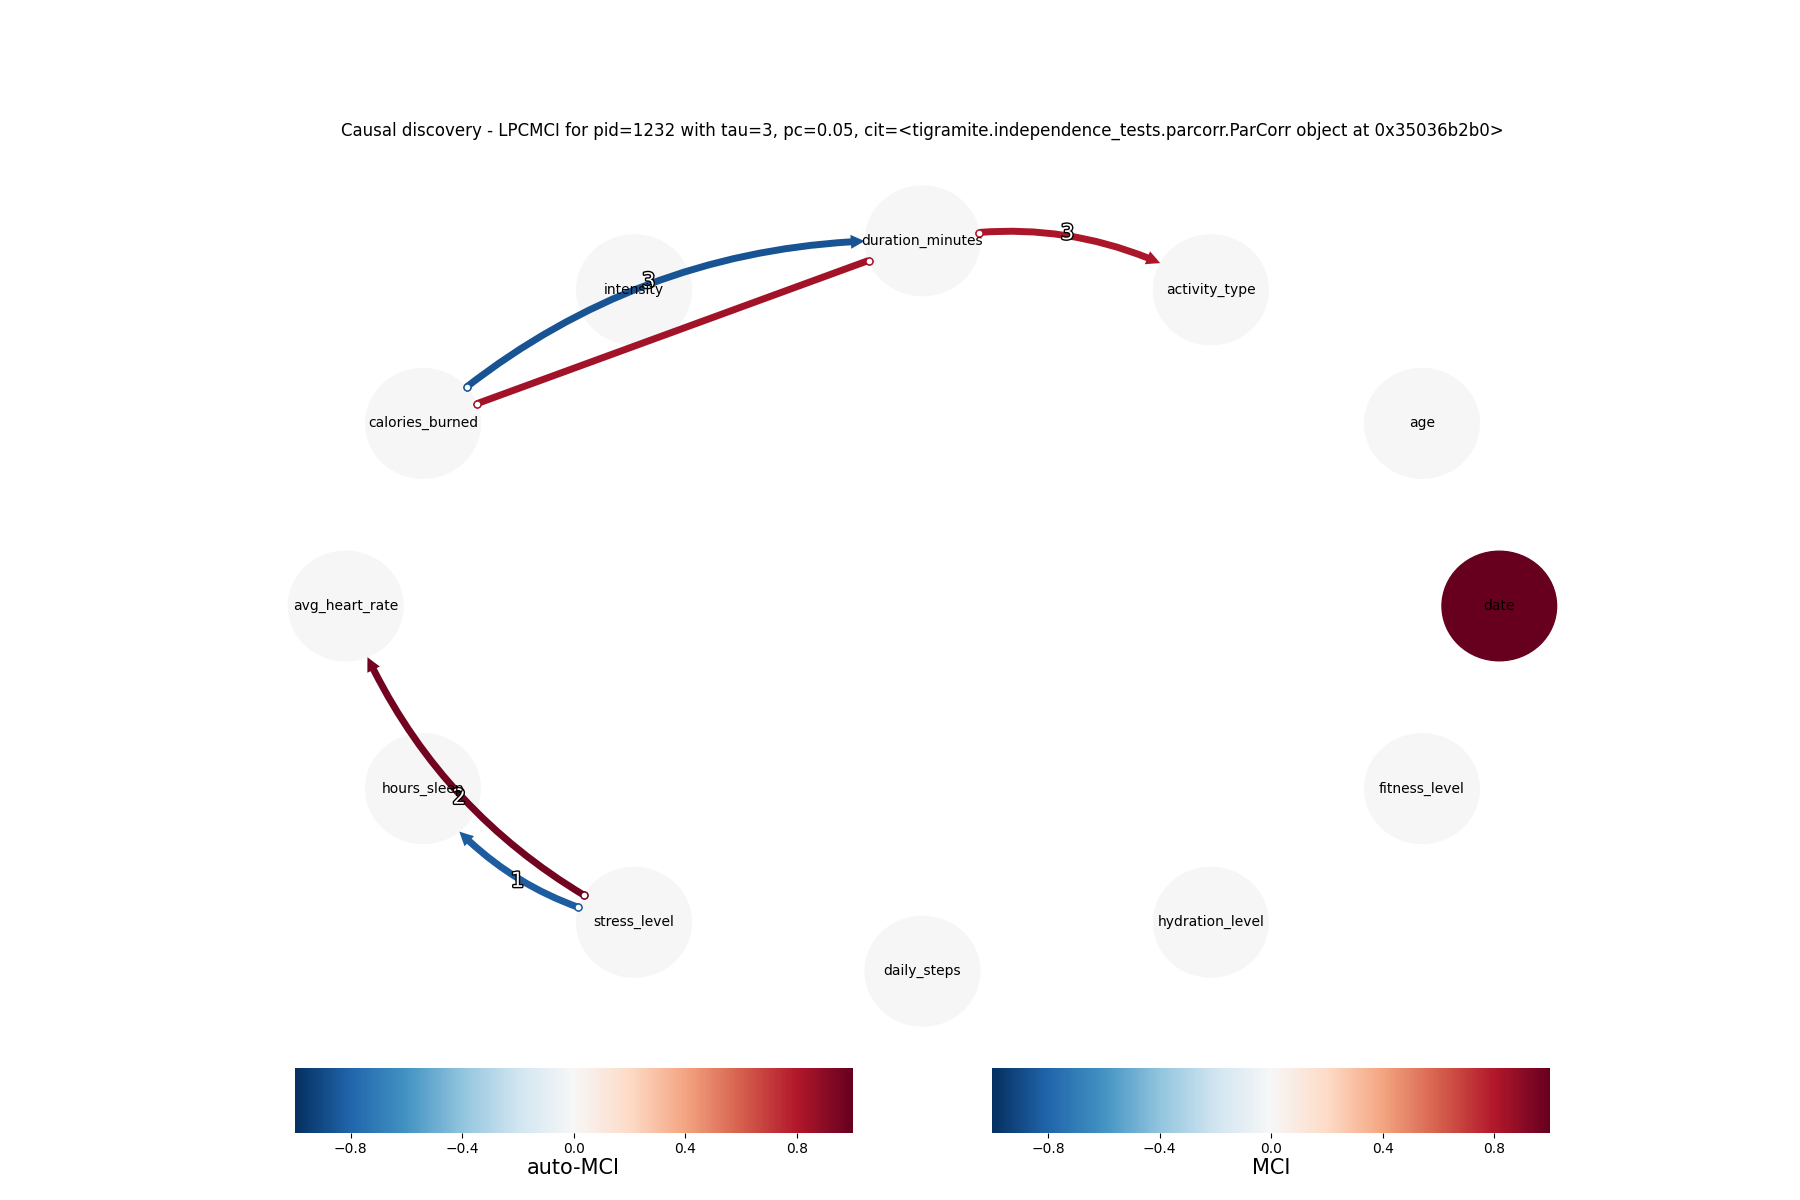 Causal discovery - LPCMCI for pid=1232 with tau=3, pc=0.05, cit=<tigramite.independence_tests.parcorr.ParCorr object at 0x35036b2b0>
duration_minutes
3
3
intensity
activity_type
calories_burned
age
avg_heart_rate
date
hours_sleep
2
fitness_level
1
stress_level
hydration_level
daily_steps
−0.8 −0.4 0.0 0.4 0.8
auto-MCI
−0.8 −0.4 0.0 0.4 0.8
MCI